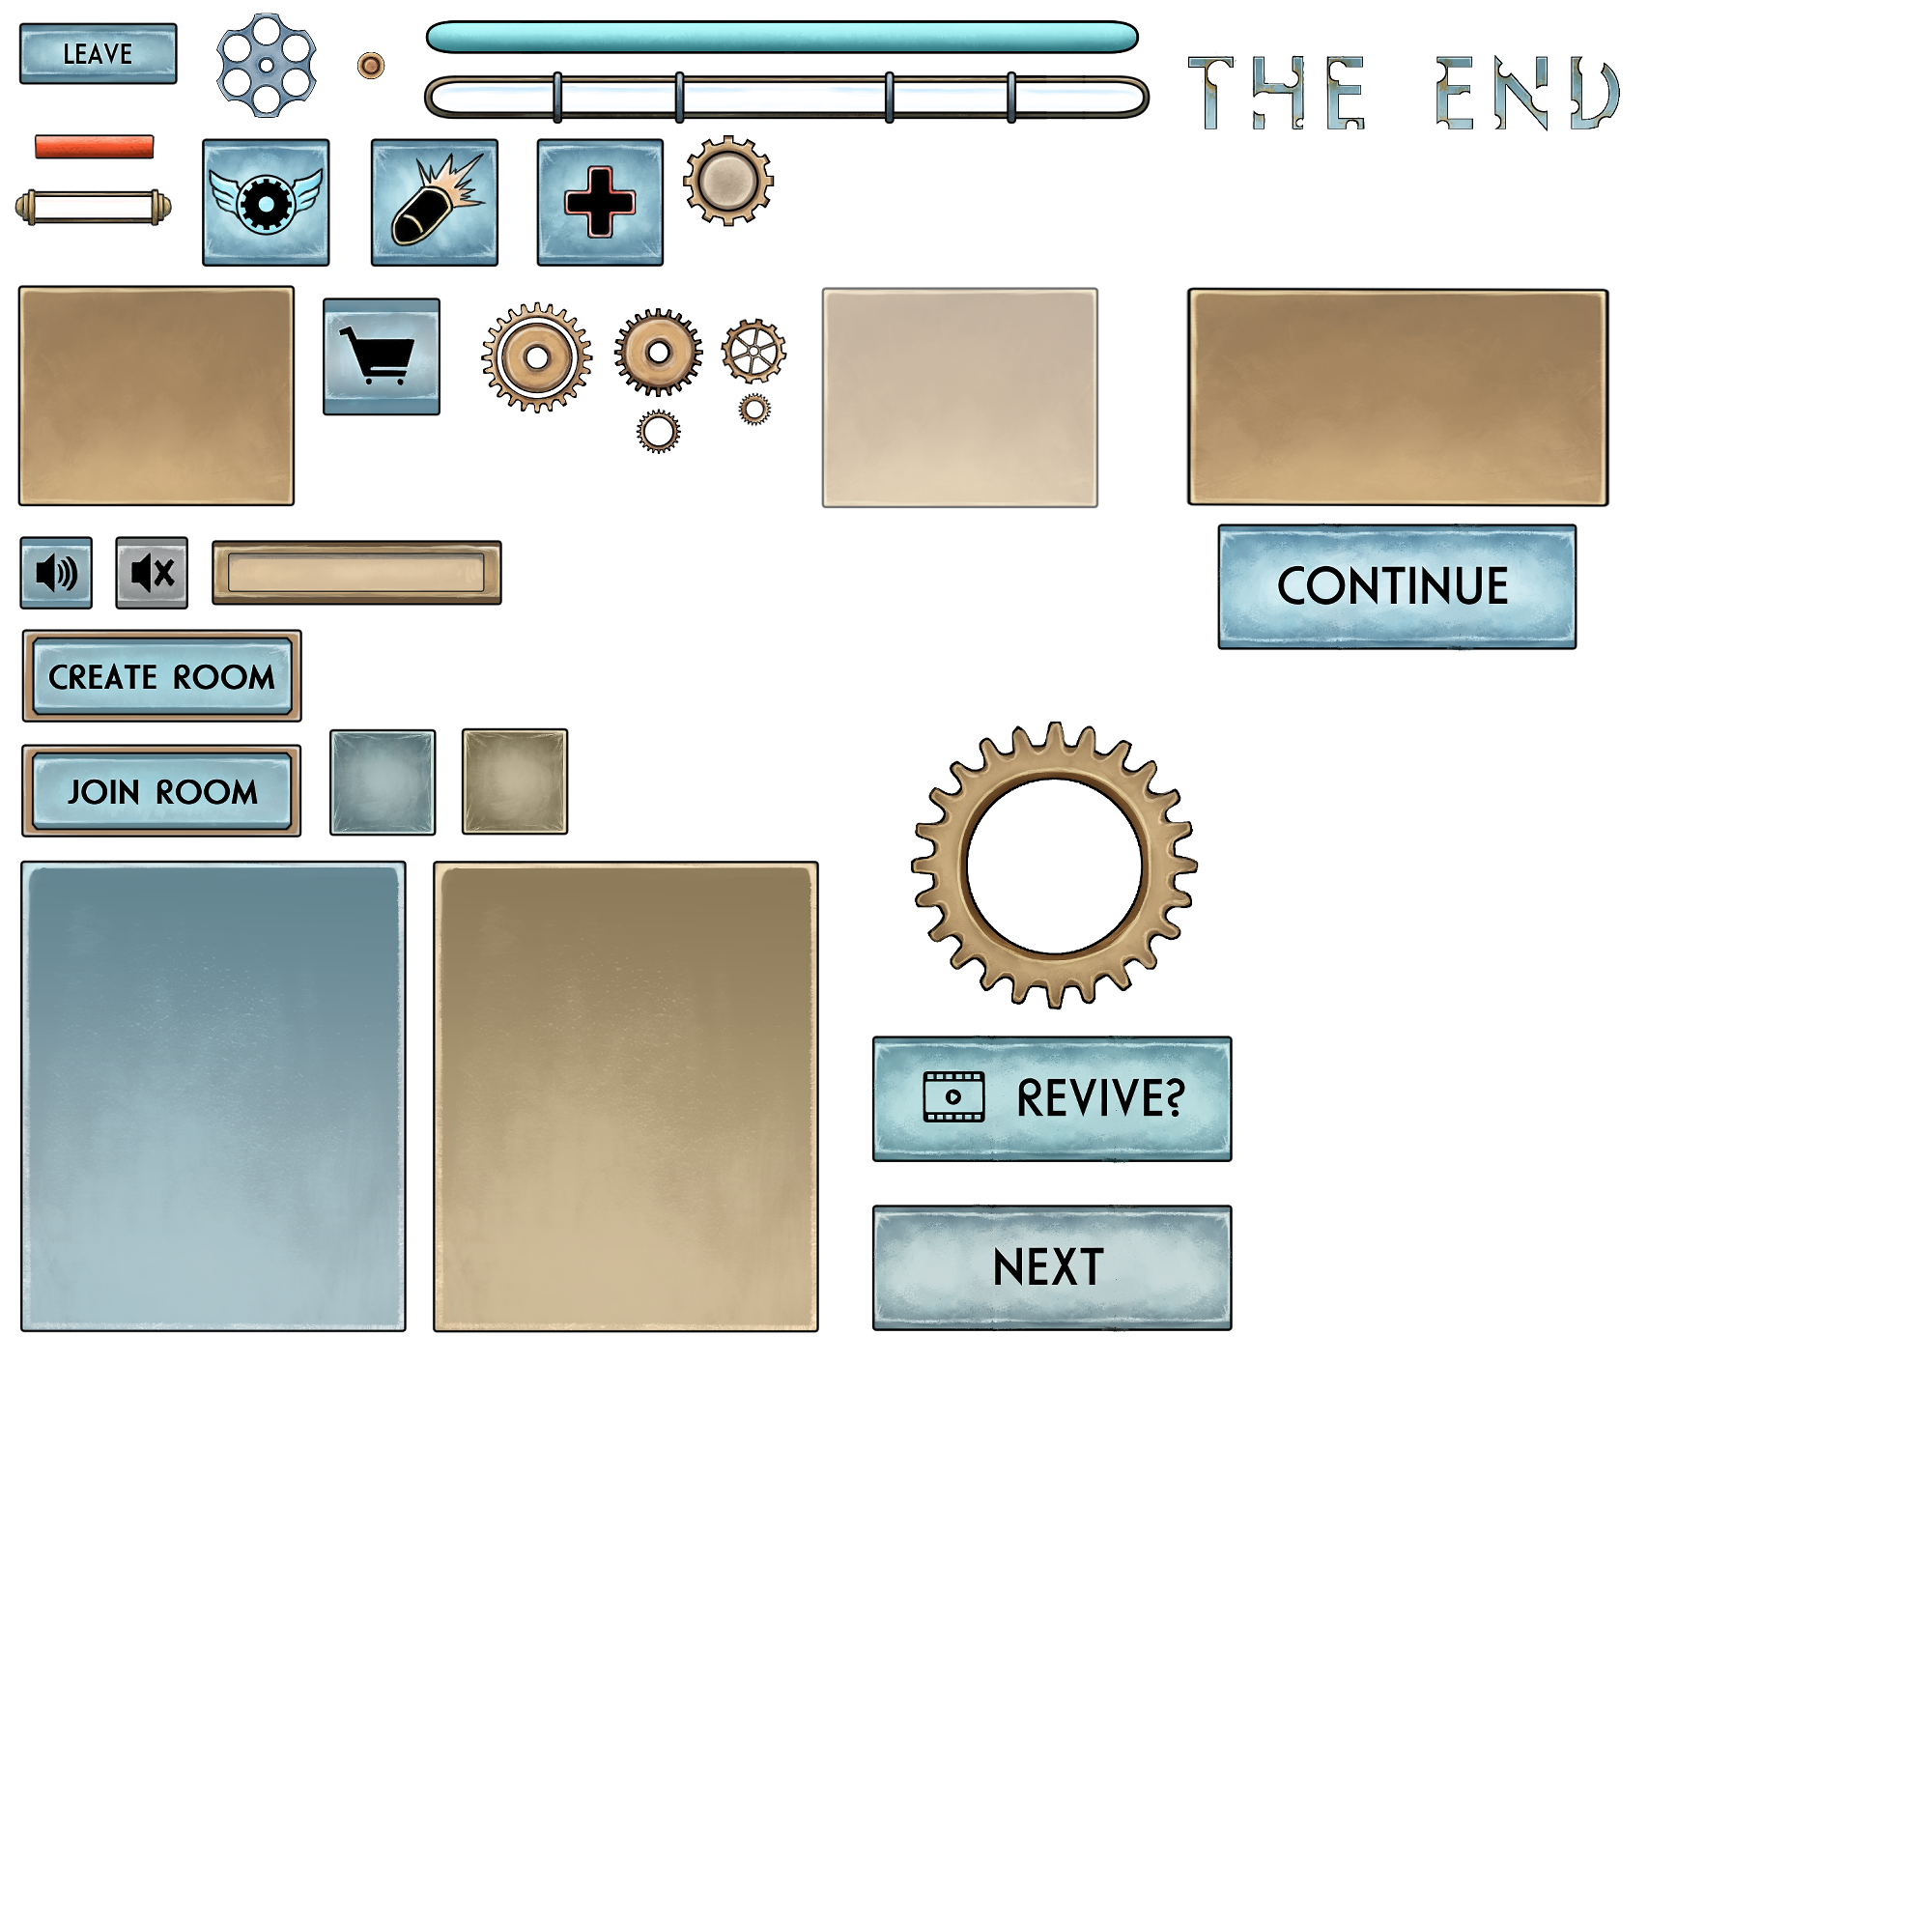 LEAVE
THE END
CONTINUE
CREATE ROOM
JOIN ROOM
REVIVE?
NEXT